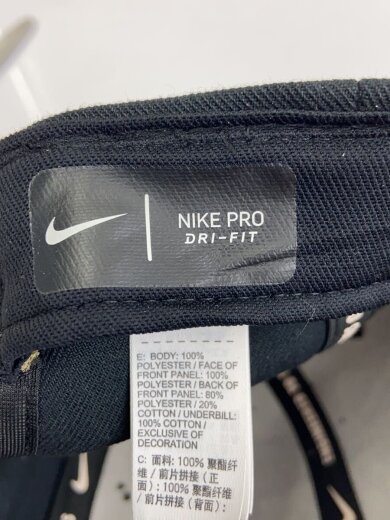 NIKE PRO
DRI-FIT
E: BODY: 100%
POLYESTER / FACE OF
FRONT PANEL: 100%
POLYESTER / BACK OF
FRONT PANEL: 80%
POLYESTER / 20%
COTTON / UNDERBILL:
100% COTTON /
EXCLUSIVE OF
DECORATION
C: 面料: 100% 聚酯纤
维 / 前片拼接 (正
面): 100% 聚酯纤维
/ 前片拼接 (背面):